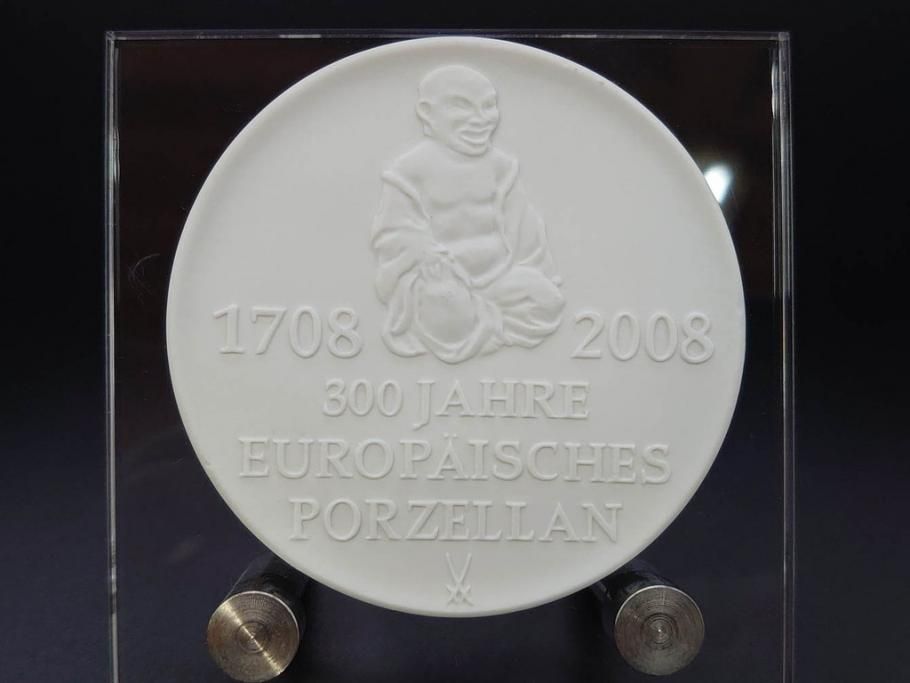 1708 2008
300 JAHRE
EUROPÄISCHES
PORZELLAN